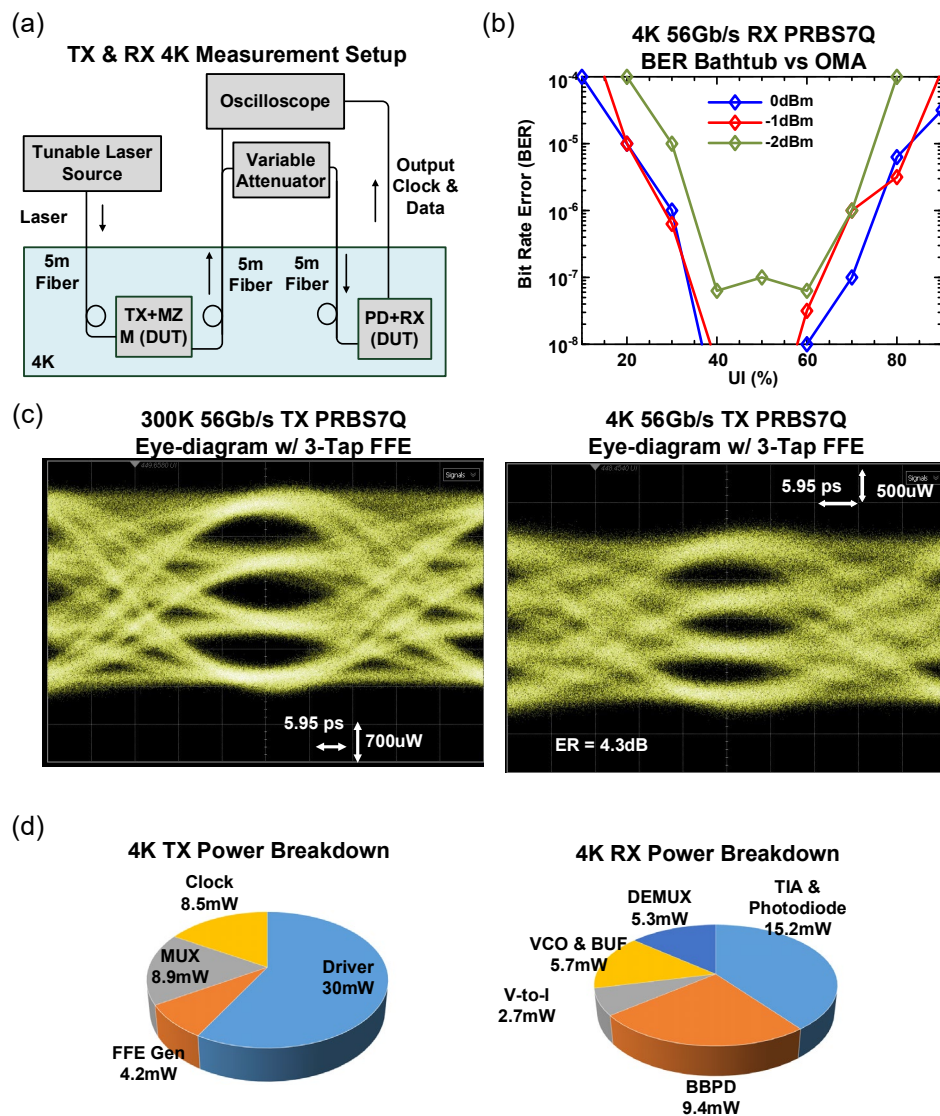 (a)
TX & RX 4K Measurement Setup
Oscilloscope
Tunable Laser
Source
Variable
Attenuator
Output
Clock &
Data
Laser
5m
Fiber
5m
Fiber
5m
Fiber
TX+MZ
M (DUT)
PD+RX
(DUT)
4K
(b)
4K 56Gb/s RX PRBS7Q
BER Bathtub vs OMA
0dBm
-1dBm
-2dBm
Bit Rate Error (BER)
10-4
10-5
10-6
10-7
10-8
20
40
60
80
UI (%)
(c)
300K 56Gb/s TX PRBS7Q
Eye-diagram w/ 3-Tap FFE
Signals
5.95 ps
700uW
4K 56Gb/s TX PRBS7Q
Eye-diagram w/ 3-Tap FFE
448.4540 UI
Signals
5.95 ps
500uW
ER = 4.3dB
(d)
4K TX Power Breakdown
Clock
8.5mW
MUX
8.9mW
Driver
30mW
FFE Gen
4.2mW
4K RX Power Breakdown
DEMUX
5.3mW
TIA &
Photodiode
15.2mW
VCO & BUF
5.7mW
V-to-I
2.7mW
BBPD
9.4mW